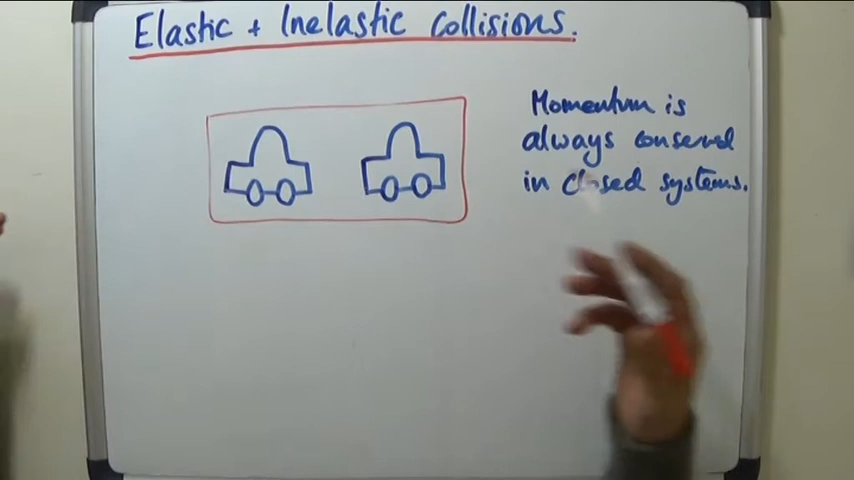 Elastic + Inelastic Collisions.
Momentum is
always conserved
in closed systems.